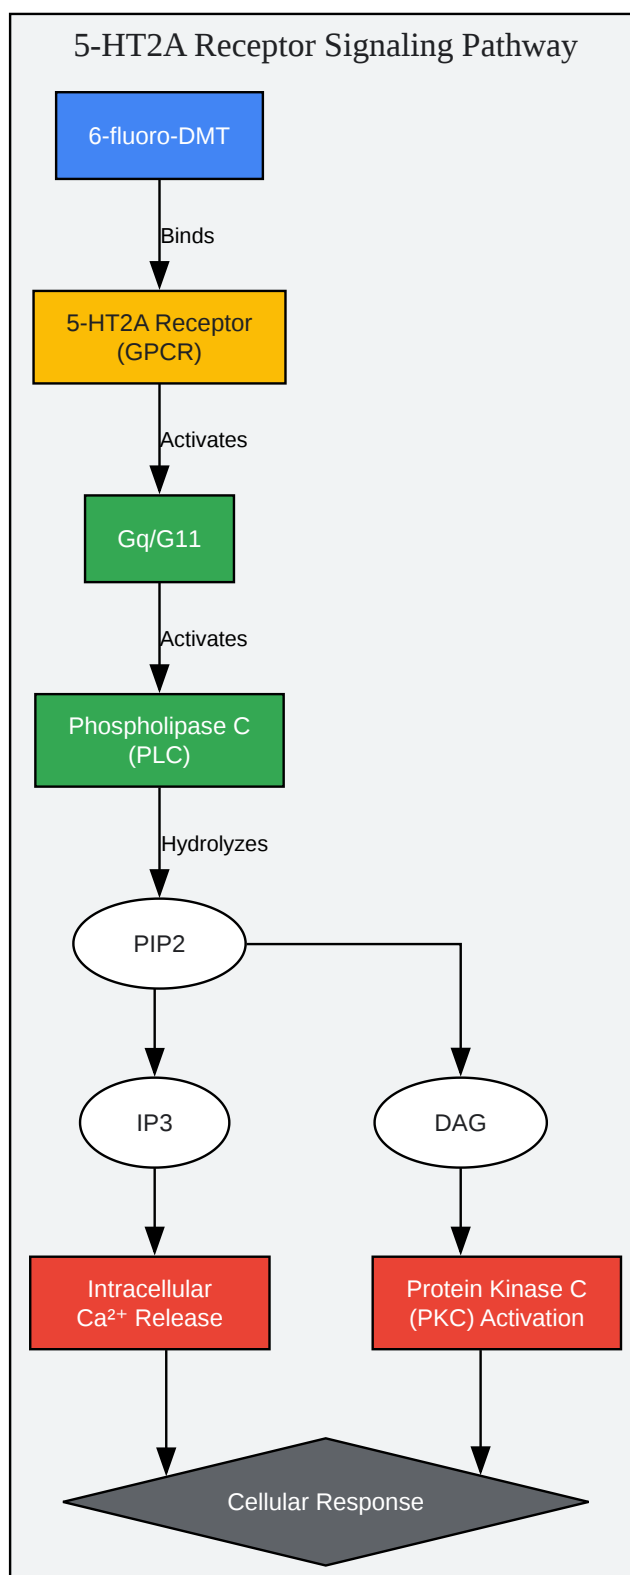 5-HT2A Receptor Signaling Pathway
6-fluoro-DMT
Binds
5-HT2A Receptor
(GPCR)
Activates
Gq/G11
Activates
Phospholipase C
(PLC)
Hydrolyzes
PIP2
IP3
DAG
Intracellular
Ca²⁺ Release
Protein Kinase C
(PKC) Activation
Cellular Response